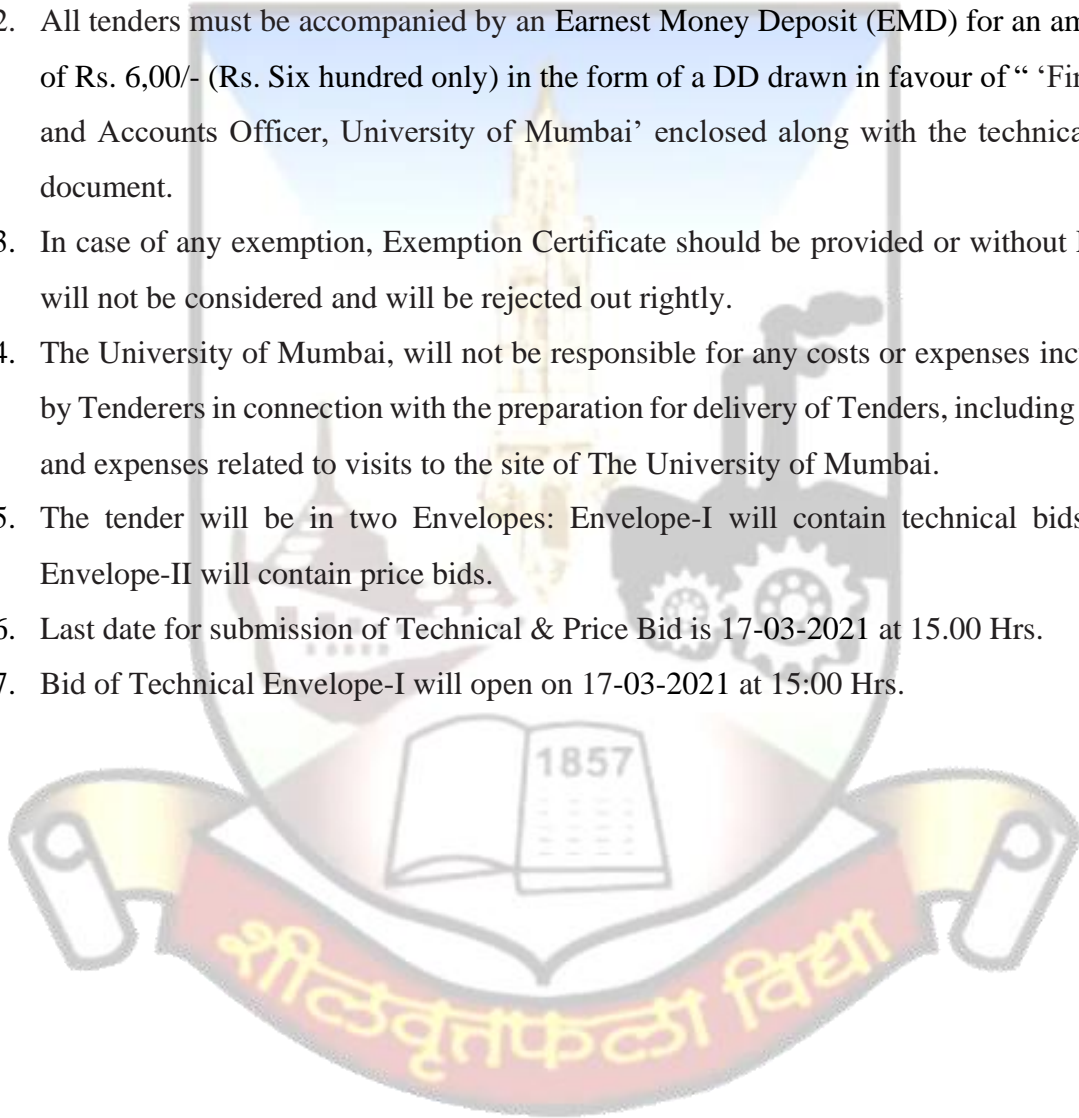 2. All tenders must be accompanied by an Earnest Money Deposit (EMD) for an am
of Rs. 6,00/- (Rs. Six hundred only) in the form of a DD drawn in favour of “ ‘Fin
and Accounts Officer, University of Mumbai’ enclosed along with the technica
document.
3. In case of any exemption, Exemption Certificate should be provided or without
will not be considered and will be rejected out rightly.
4. The University of Mumbai, will not be responsible for any costs or expenses inc
by Tenderers in connection with the preparation for delivery of Tenders, including
and expenses related to visits to the site of The University of Mumbai.
5. The tender will be in two Envelopes: Envelope-I will contain technical bids
Envelope-II will contain price bids.
6. Last date for submission of Technical & Price Bid is 17-03-2021 at 15.00 Hrs.
7. Bid of Technical Envelope-I will open on 17-03-2021 at 15:00 Hrs.
1857
शीलवृतफला विद्या